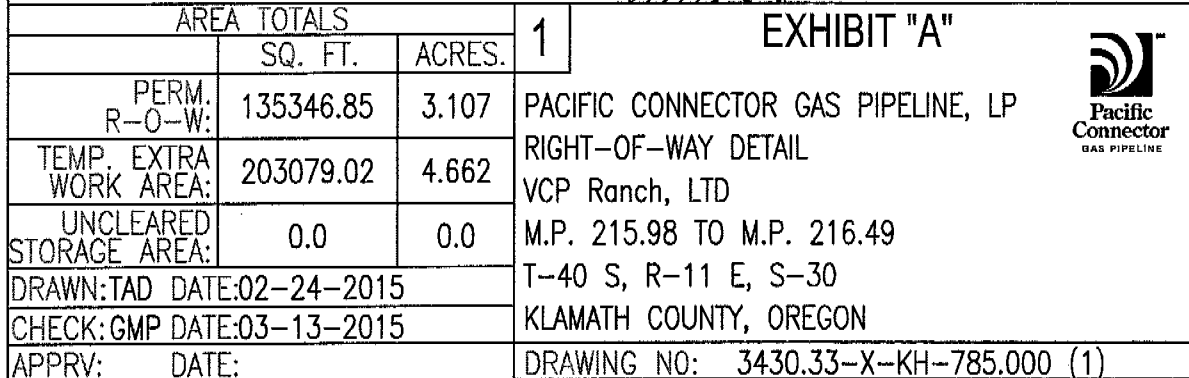 AREA TOTALS
SQ. FT. ACRES.
PERM. R-O-W: 135346.85 3.107
TEMP. EXTRA WORK AREA: 203079.02 4.662
UNCLEARED STORAGE AREA: 0.0 0.0
DRAWN: TAD DATE: 02-24-2015
CHECK: GMP DATE: 03-13-2015
APPRV: DATE:
1 EXHIBIT "A"
PACIFIC CONNECTOR GAS PIPELINE, LP
RIGHT-OF-WAY DETAIL
VCP Ranch, LTD
M.P. 215.98 TO M.P. 216.49
T-40 S, R-11 E, S-30
KLAMATH COUNTY, OREGON
DRAWING NO: 3430.33-X-KH-785.000 (1)
Pacific
Connector
GAS PIPELINE